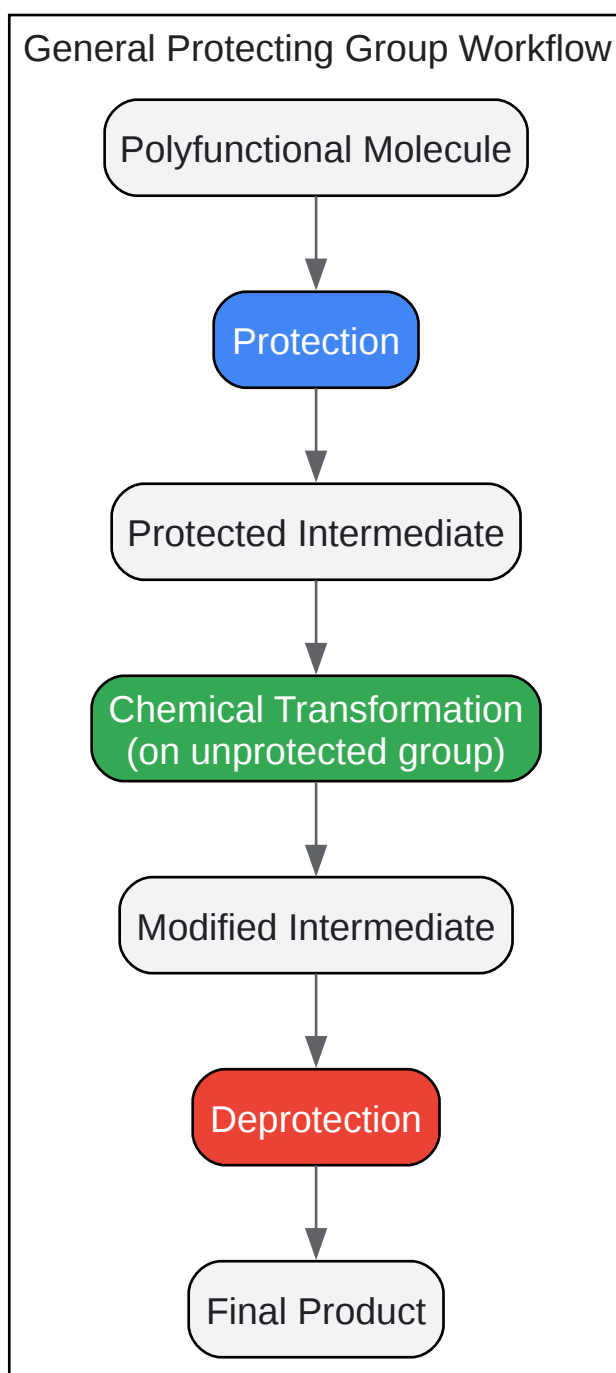 General Protecting Group Workflow
Polyfunctional Molecule
Protection
Protected Intermediate
Chemical Transformation
(on unprotected group)
Modified Intermediate
Deprotection
Final Product